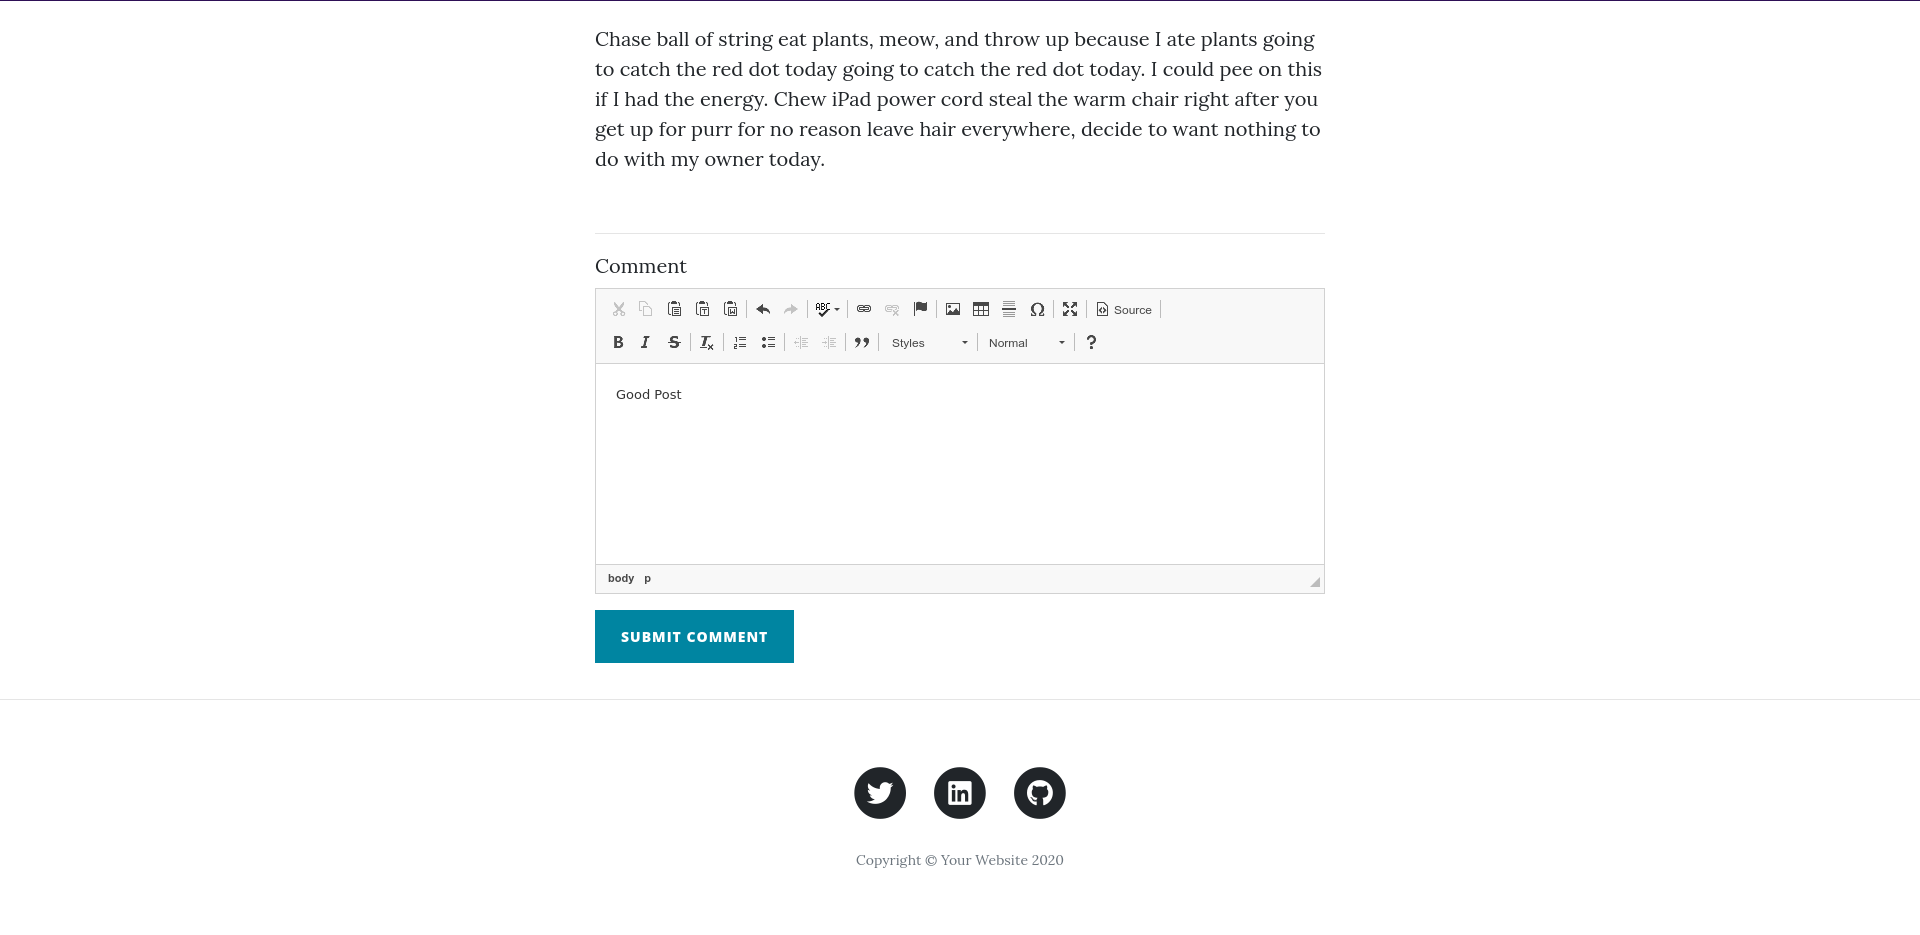 Chase ball of string eat plants, meow, and throw up because I ate plants going
to catch the red dot today going to catch the red dot today. I could pee on this
if I had the energy. Chew iPad power cord steal the warm chair right after you
get up for purr for no reason leave hair everywhere, decide to want nothing to
do with my owner today.
Comment
ABC Ω Source
B I S Tx Styles Normal ?
Good Post
body p
SUBMIT COMMENT
Copyright © Your Website 2020